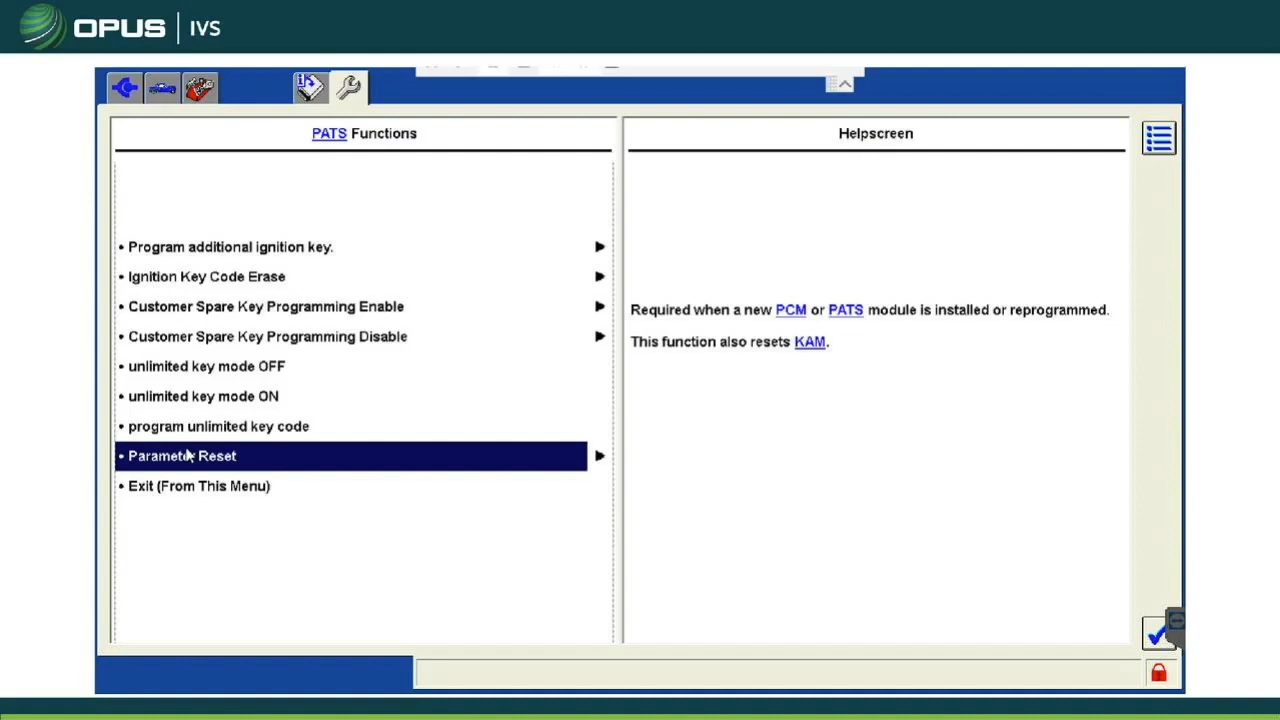 OPUS IVS
PATS Functions
• Program additional ignition key.
• Ignition Key Code Erase
• Customer Spare Key Programming Enable
• Customer Spare Key Programming Disable
• unlimited key mode OFF
• unlimited key mode ON
• program unlimited key code
• Parameter Reset
• Exit (From This Menu)
Helpscreen
Required when a new PCM or PATS module is installed or reprogrammed.
This function also resets KAM.